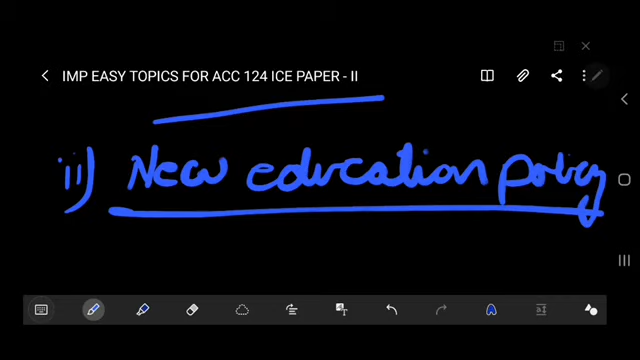 IMP EASY TOPICS FOR ACC 124 ICE PAPER - II
ii) New education policy